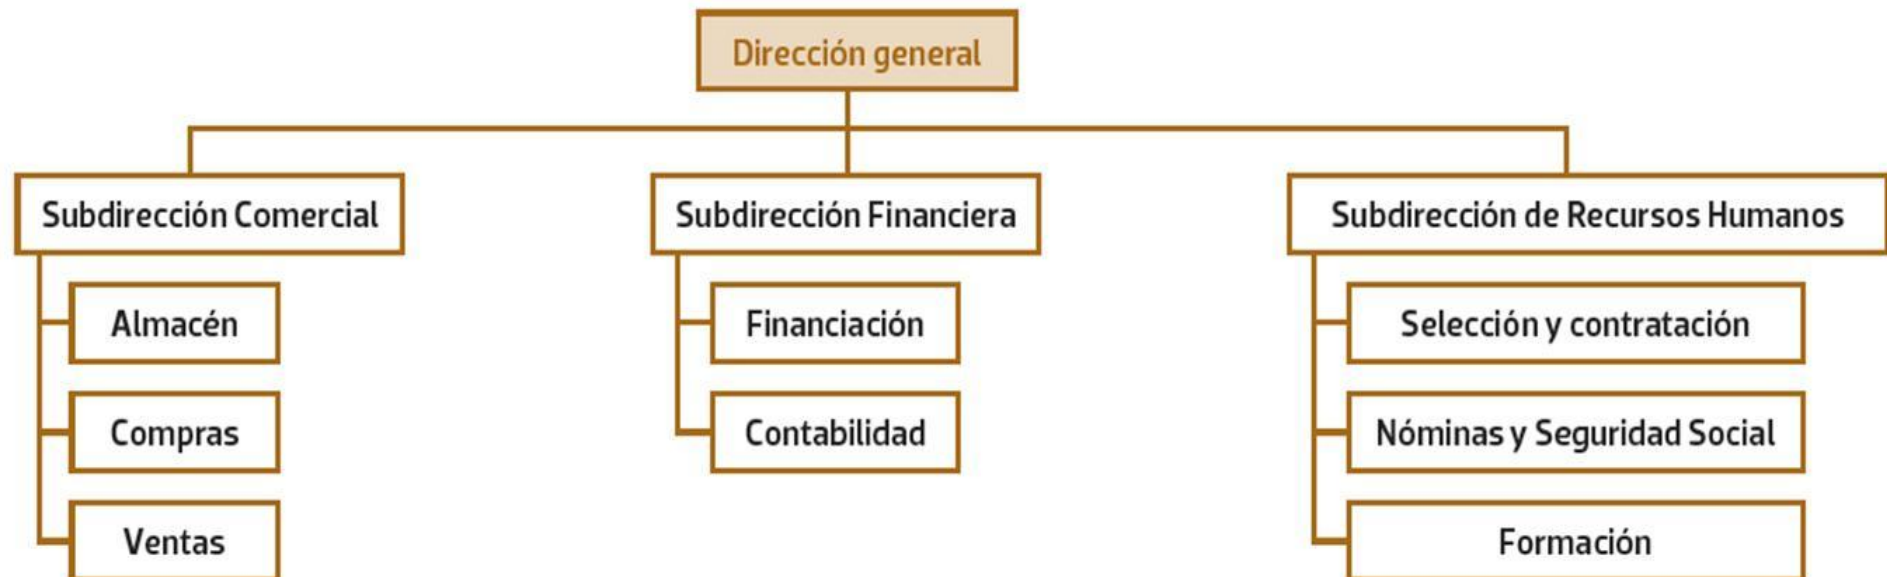 Dirección general
Subdirección Comercial
Almacén
Compras
Ventas
Subdirección Financiera
Financiación
Contabilidad
Subdirección de Recursos Humanos
Selección y contratación
Nóminas y Seguridad Social
Formación